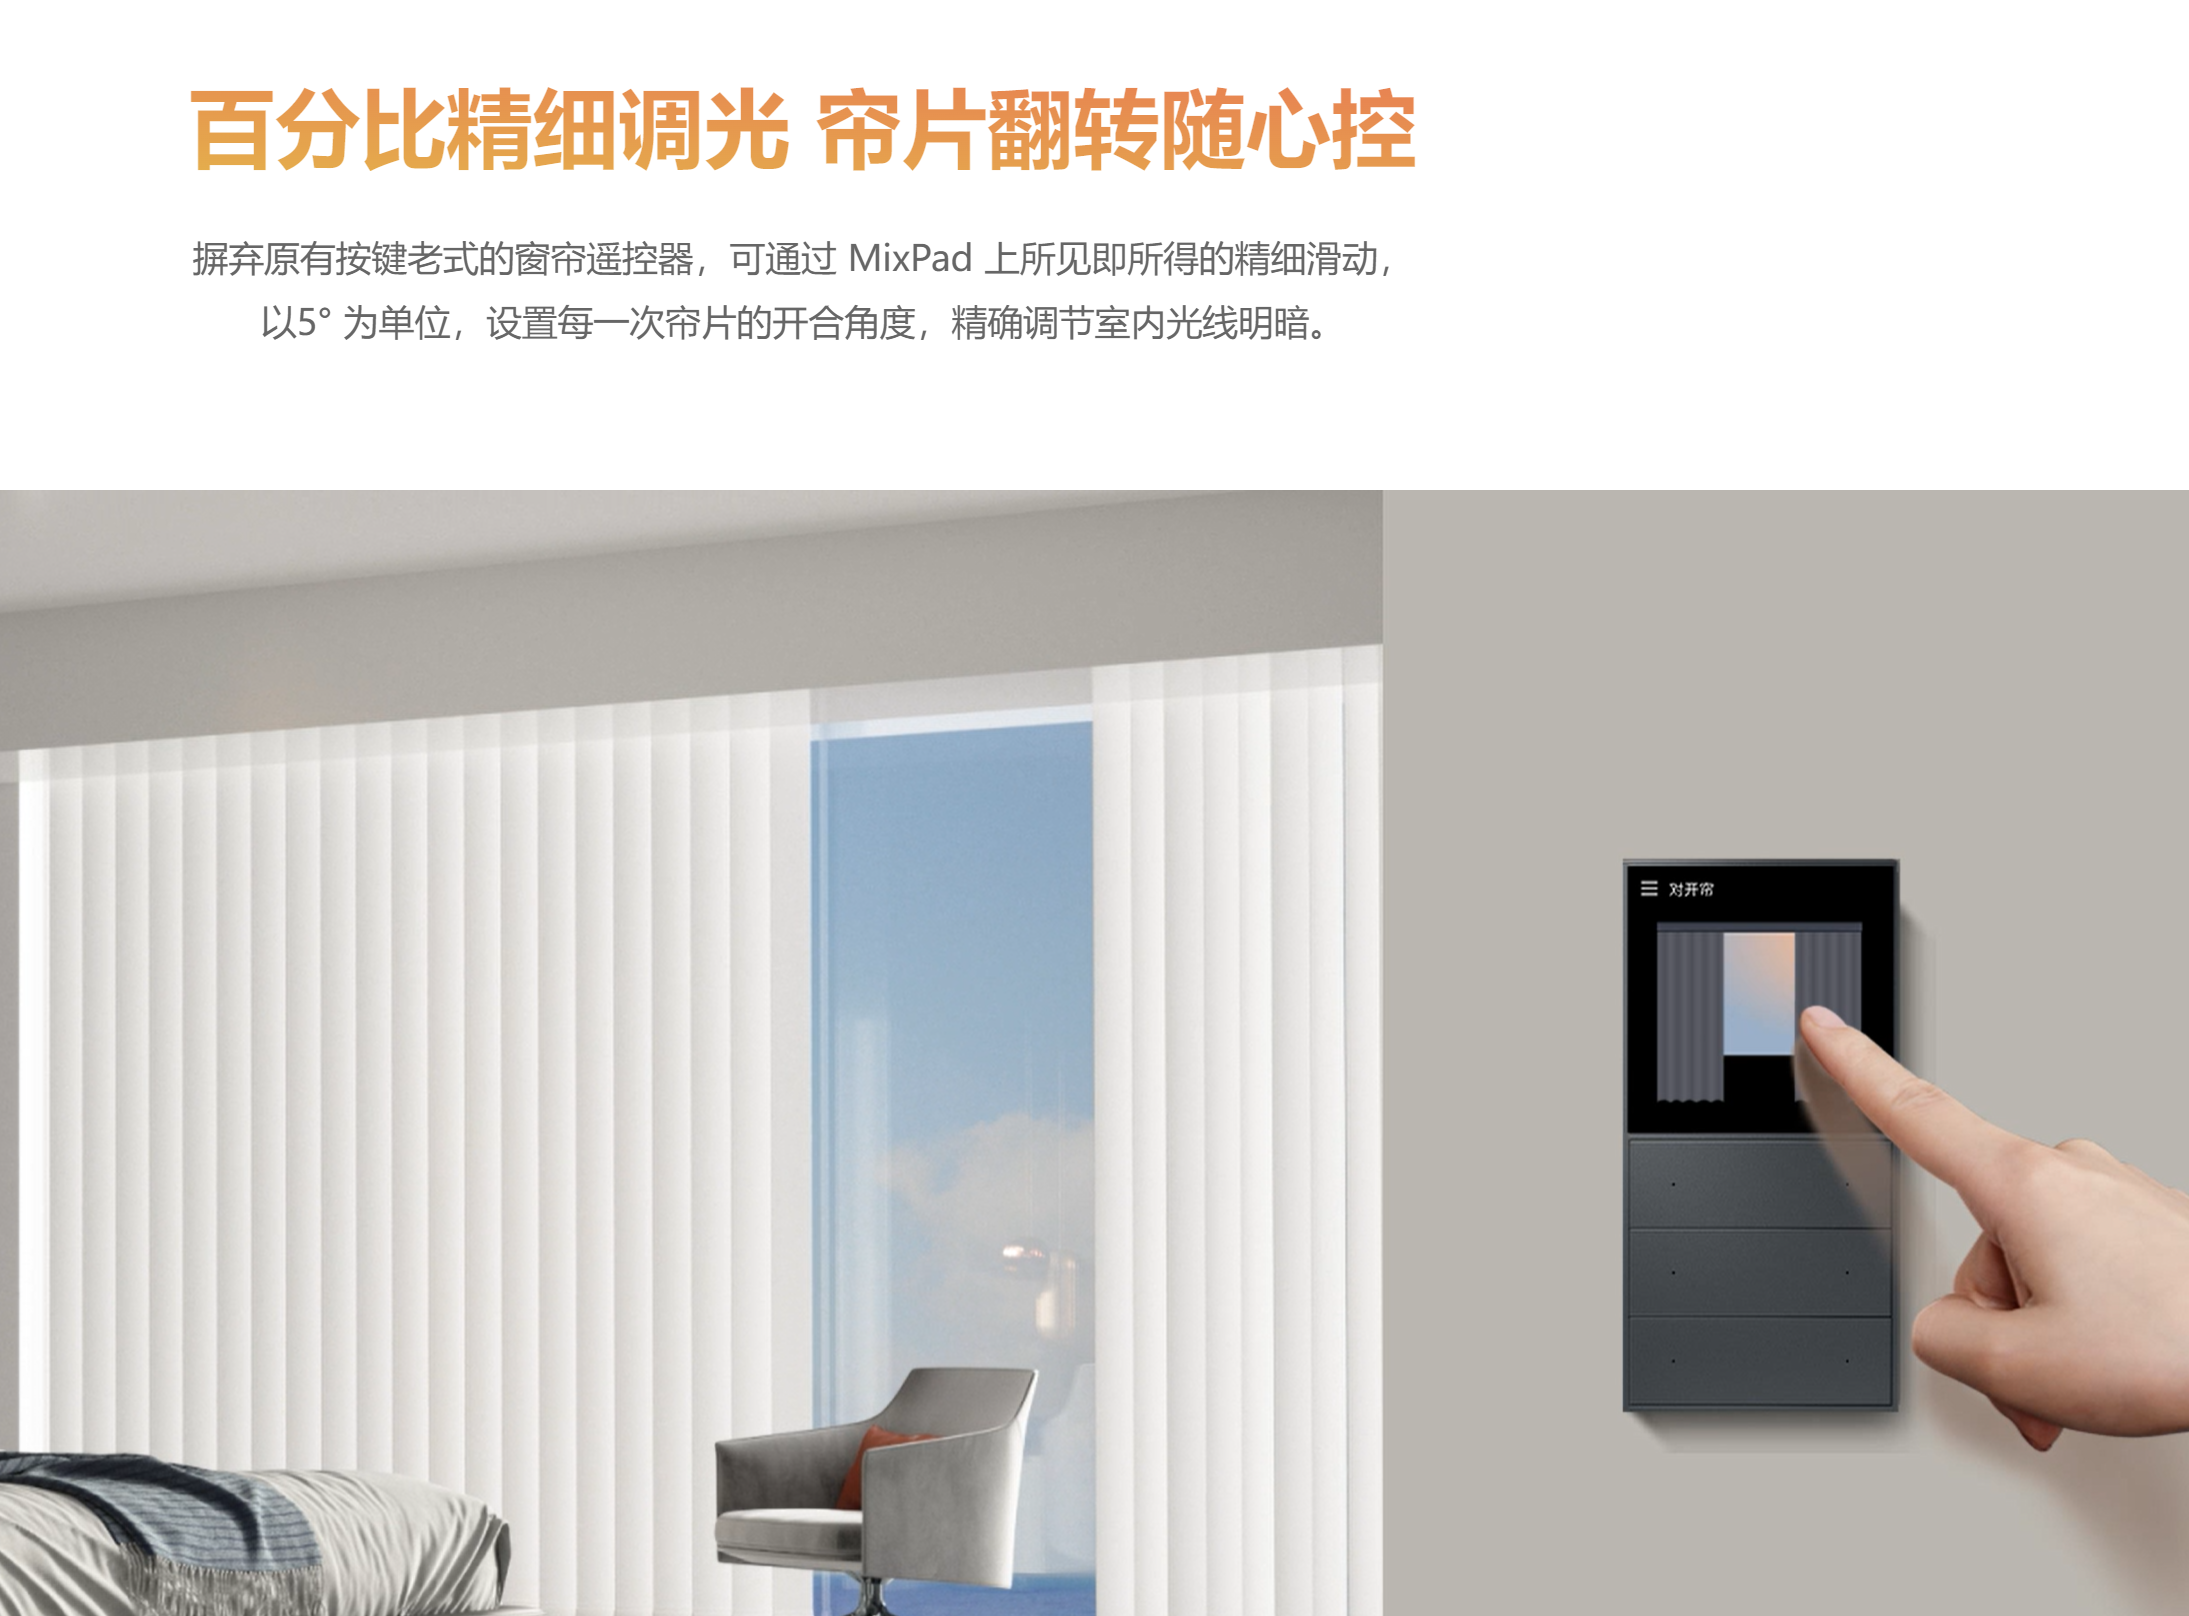 百分比精细调光 帘片翻转随心控
摒弃原有按键老式的窗帘遥控器，可通过 MixPad 上所见即所得的精细滑动，
以5° 为单位，设置每一次帘片的开合角度，精确调节室内光线明暗。
对开帘